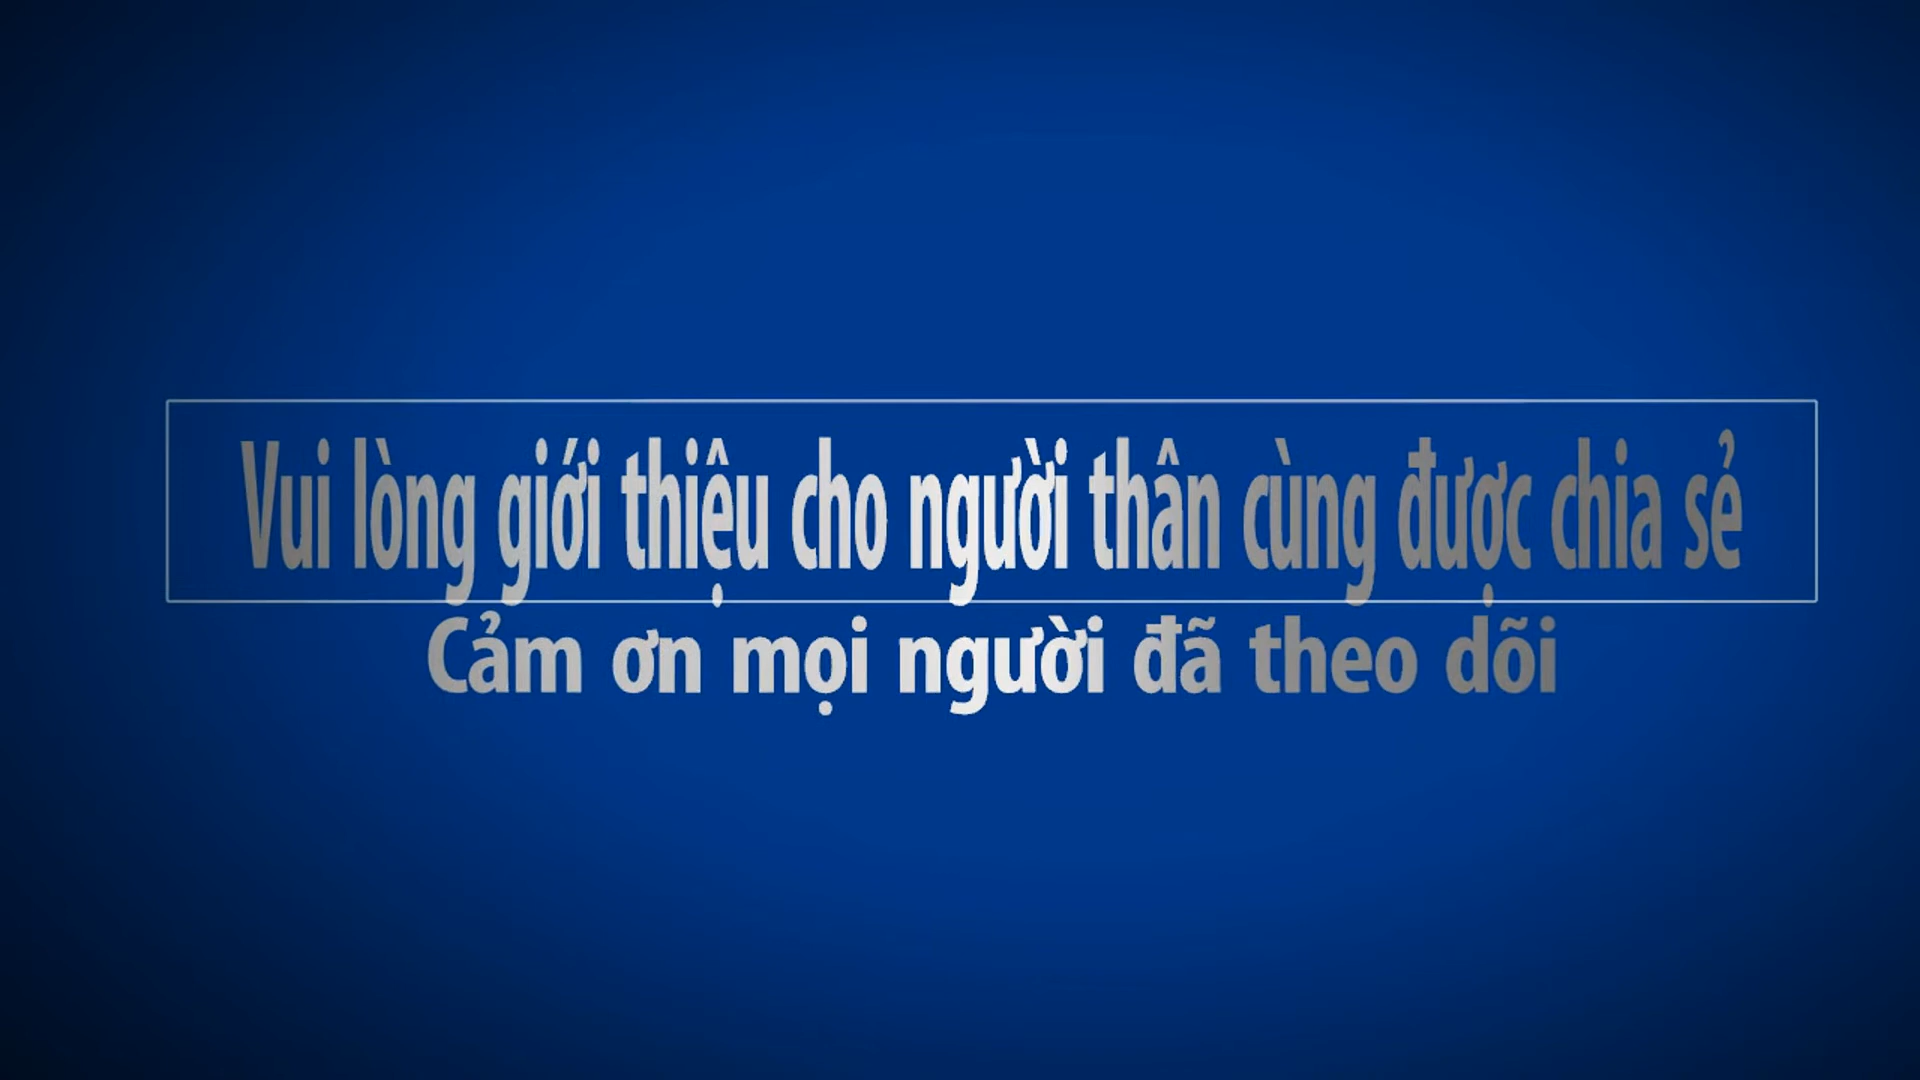 Vui lòng giới thiệu cho người thân cùng được chia sẻ
Cảm ơn mọi người đã theo dõi